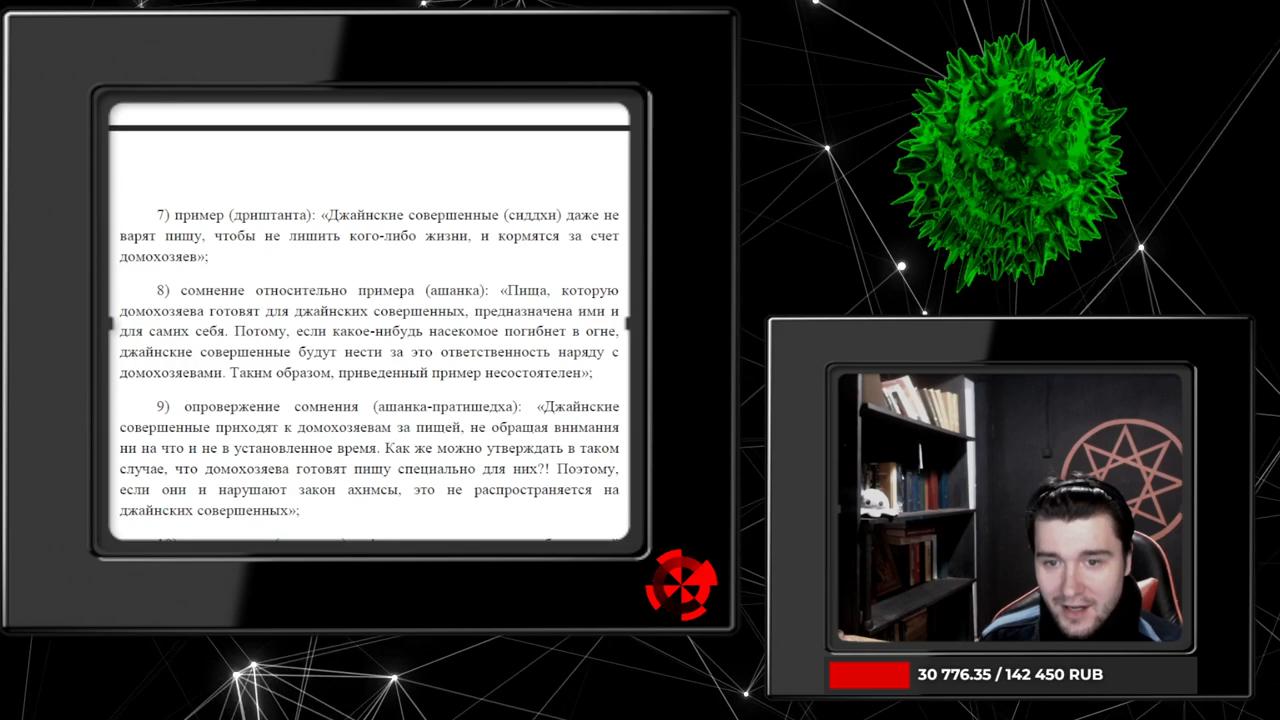 7) пример (дриштанта): «Джайнские совершенные (сиддхи) даже не
варят пищу, чтобы не лишить кого-либо жизни, и кормятся за счет
домохозяев»;
8) сомнение относительно примера (ашанка): «Пища, которую
домохозяева готовят для джайнских совершенных, предназначена ими и
для самих себя. Потому, если какое-нибудь насекомое погибнет в огне,
джайнские совершенные будут нести за это ответственность наряду с
домохозяевами. Таким образом, приведенный пример несостоятелен»;
9) опровержение сомнения (ашанка-пратишедха): «Джайнские
совершенные приходят к домохозяевам за пищей, не обращая внимания
ни на что и не в установленное время. Как же можно утверждать в таком
случае, что домохозяева готовят пищу специально для них?! Поэтому,
если они и нарушают закон ахимсы, это не распространяется на
джайнских совершенных»;
30 776.35 / 142 450 RUB